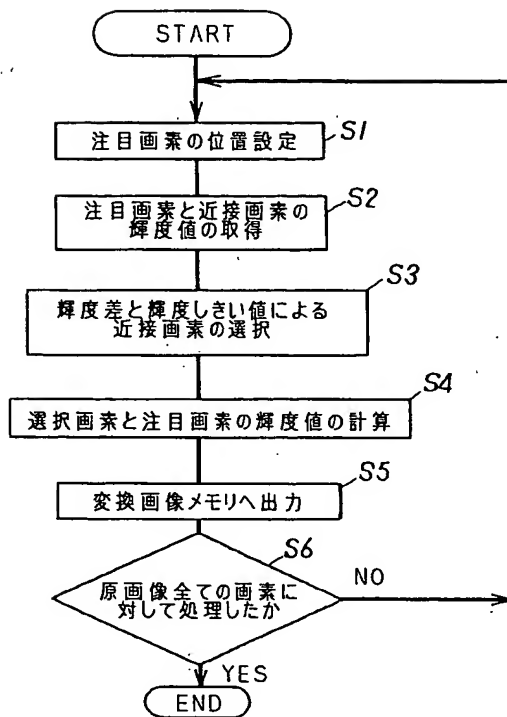 START
注目画素の位置設定
S1
注目画素と近接画素の
輝度値の取得
S2
輝度差と輝度しきい値による
近接画素の選択
S3
選択画素と注目画素の輝度値の計算
S4
変換画像メモリへ出力
S5
原画像全ての画素に
対して処理したか
S6
NO
YES
END